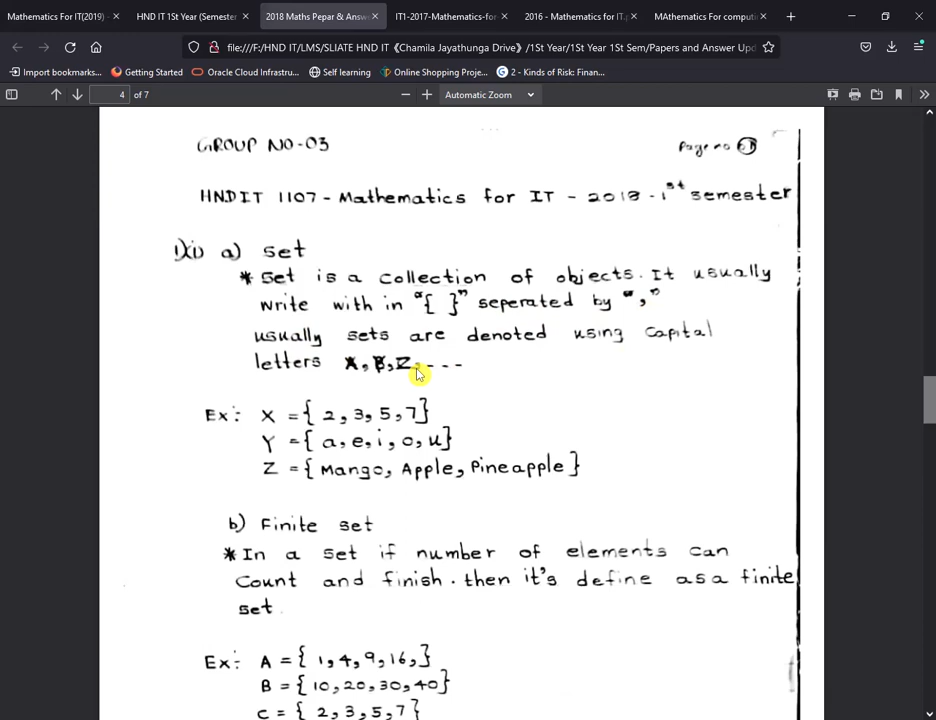 Mathematics For IT(2019)
HND IT 1St Year (Semester
2018 Maths Pepar & Answe
IT1-2017-Mathematics-for-
2016 - Mathematics for IT.p
MAthematics For computin
file:///F:/HND IT/LMS/SLIATE HND IT《Chamila Jayathunga Drive》/1St Year/1St Year 1St Sem/Papers and Answer Upd
Import bookmarks...
Getting Started
Oracle Cloud Infrastru...
Self learning
Online Shopping Proje...
2 - Kinds of Risk: Finan...
4 of 7
Automatic Zoom
GROUP NO-03
Page no
HNDIT 1107 - Mathematics for IT - 2018 - 1st semester
a) set
* Set is a collection of objects. It usually
write with in "{ }" seperated by ","
usually sets are denoted using capital
letters X, Y, Z, ----
Ex: X = { 2, 3, 5, 7}
Y = { a, e, i, o, u}
Z = { Mango, Apple, Pineapple }
b) Finite set
* In a set if number of elements can
Count and finish. then it's define as a finite
set
Ex: A = { 1, 4, 9, 16, }
B = { 10, 20, 30, 40}
C = { 2, 3, 5, 7}